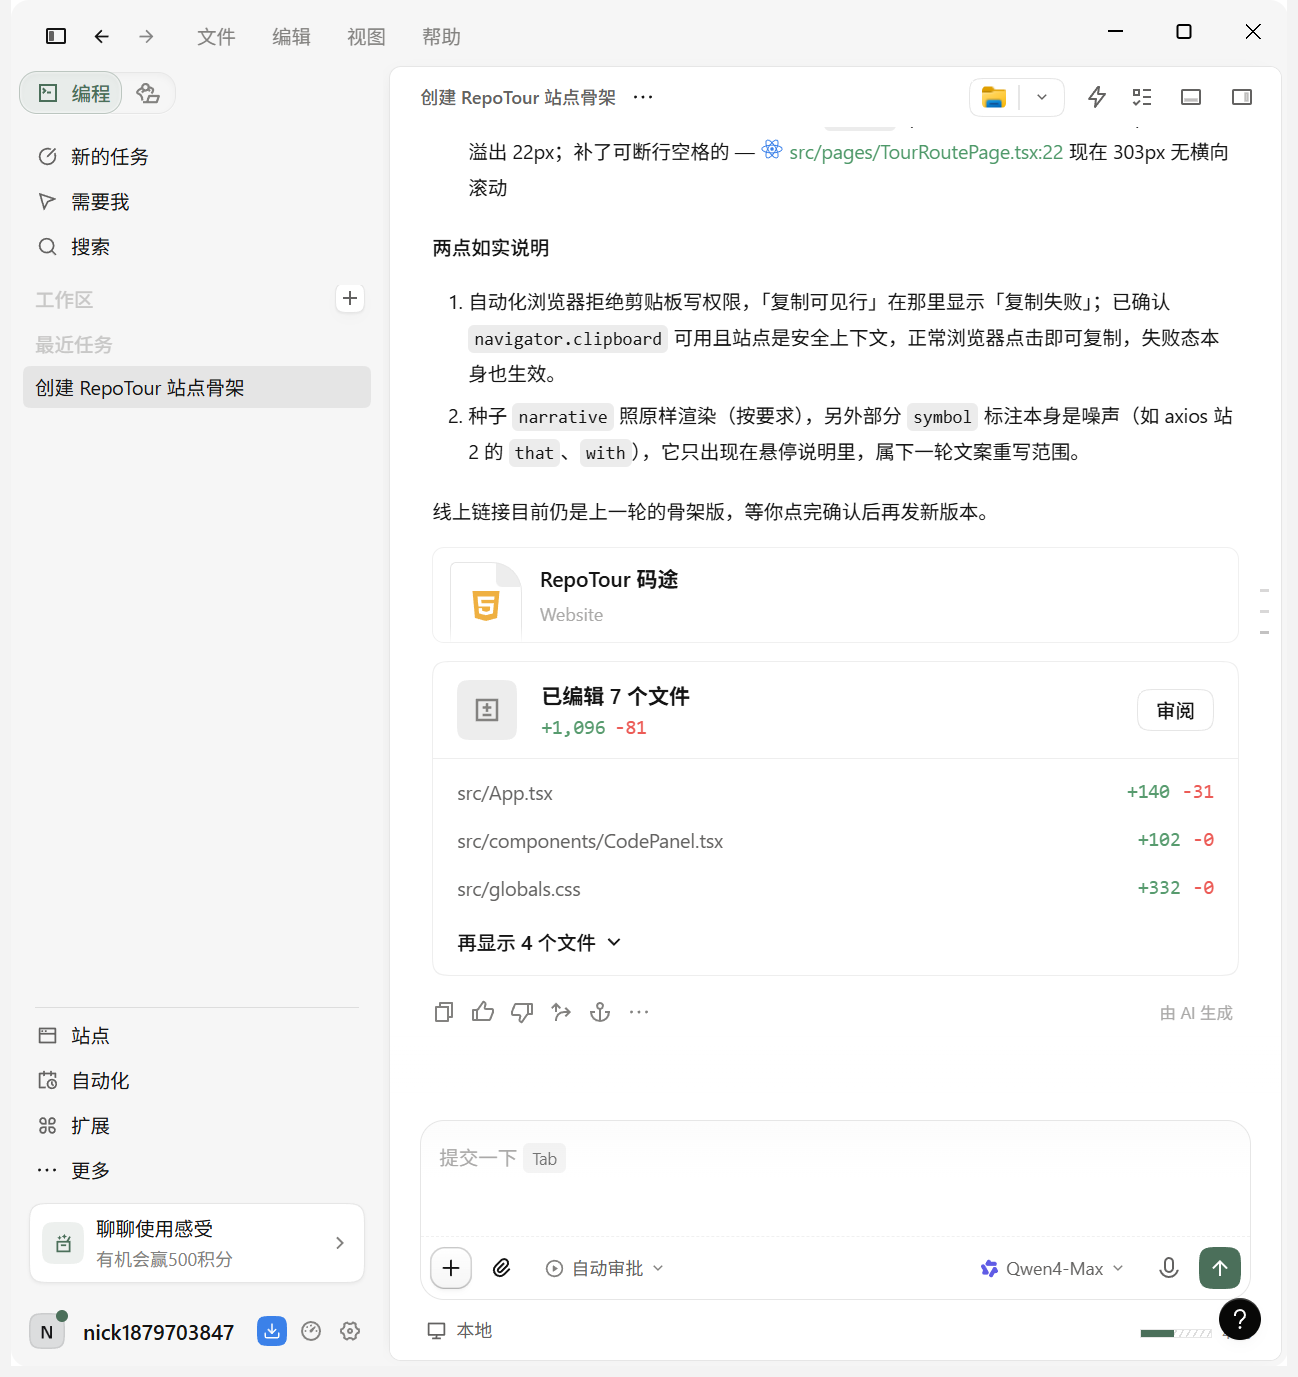 文件 编辑 视图 帮助
编程
新的任务
需要我
搜索
工作区
最近任务
创建 RepoTour 站点骨架
站点
自动化
扩展
更多
聊聊使用感受
有机会赢500积分
N nick1879703847
创建 RepoTour 站点骨架
溢出 22px；补了可断行空格的 — src/pages/TourRoutePage.tsx:22 现在 303px 无横向
滚动
两点如实说明
1. 自动化浏览器拒绝剪贴板写权限，「复制可见行」在那里显示「复制失败」；已确认
navigator.clipboard 可用且站点是安全上下文，正常浏览器点击即可复制，失败态本
身也生效。
2. 种子 narrative 照原样渲染（按要求），另外部分 symbol 标注本身是噪声（如 axios 站
2 的 that 、 with ），它只出现在悬停说明里，属下一轮文案重写范围。
线上链接目前仍是上一轮的骨架版，等你点完确认后再发新版本。
RepoTour 码途
Website
已编辑 7 个文件
+1,096 -81
审阅
src/App.tsx +140 -31
src/components/CodePanel.tsx +102 -0
src/globals.css +332 -0
再显示 4 个文件
由 AI 生成
提交一下 Tab
自动审批 Qwen4-Max
本地
?